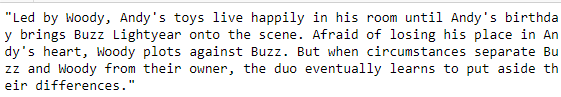 "Led by Woody, Andy's toys live happily in his room until Andy's birthda
y brings Buzz Lightyear onto the scene. Afraid of losing his place in An
dy's heart, Woody plots against Buzz. But when circumstances separate Bu
zz and Woody from their owner, the duo eventually learns to put aside th
eir differences."